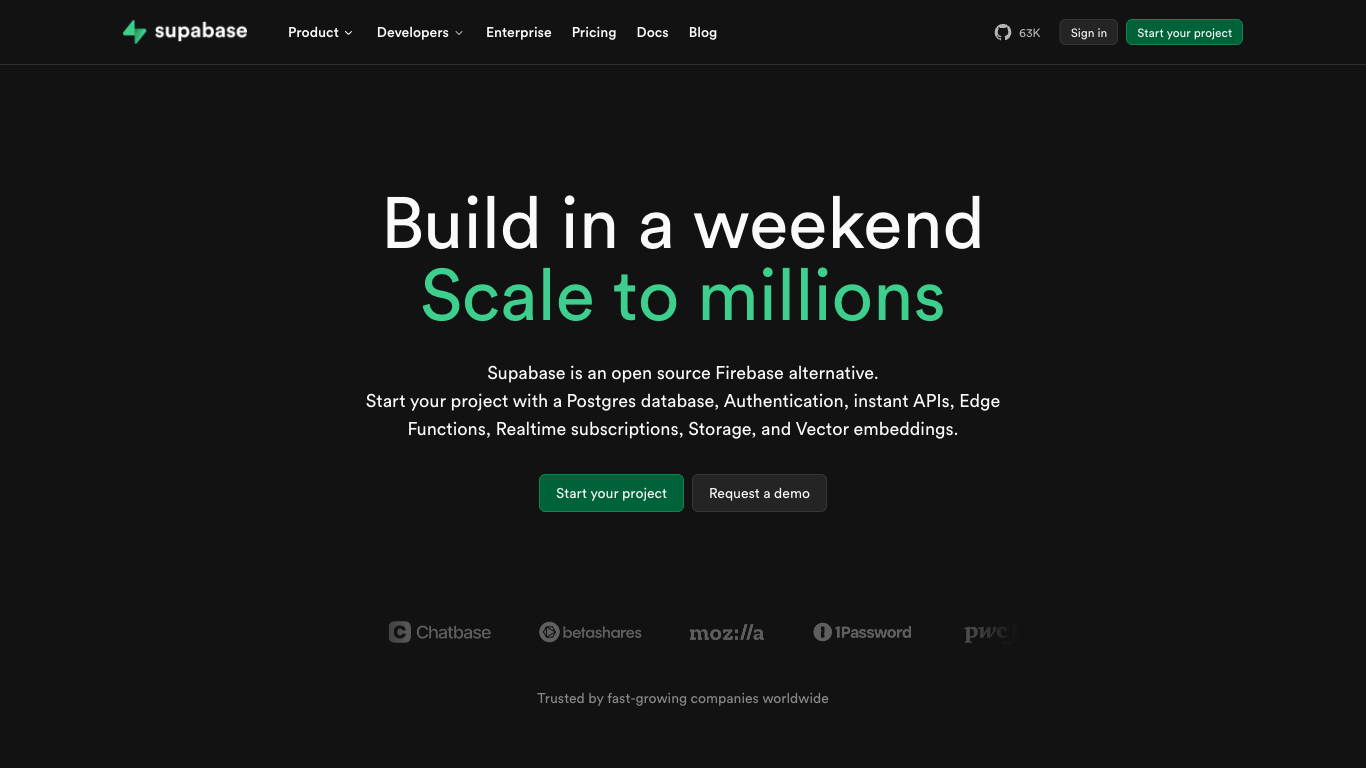 supabase
Product
Developers
Enterprise
Pricing
Docs
Blog
63K
Sign in
Start your project
Build in a weekend
Scale to millions
Supabase is an open source Firebase alternative.
Start your project with a Postgres database, Authentication, instant APIs, Edge
Functions, Realtime subscriptions, Storage, and Vector embeddings.
Start your project
Request a demo
Chatbase
betashares
moz://a
1Password
pwc
Trusted by fast-growing companies worldwide